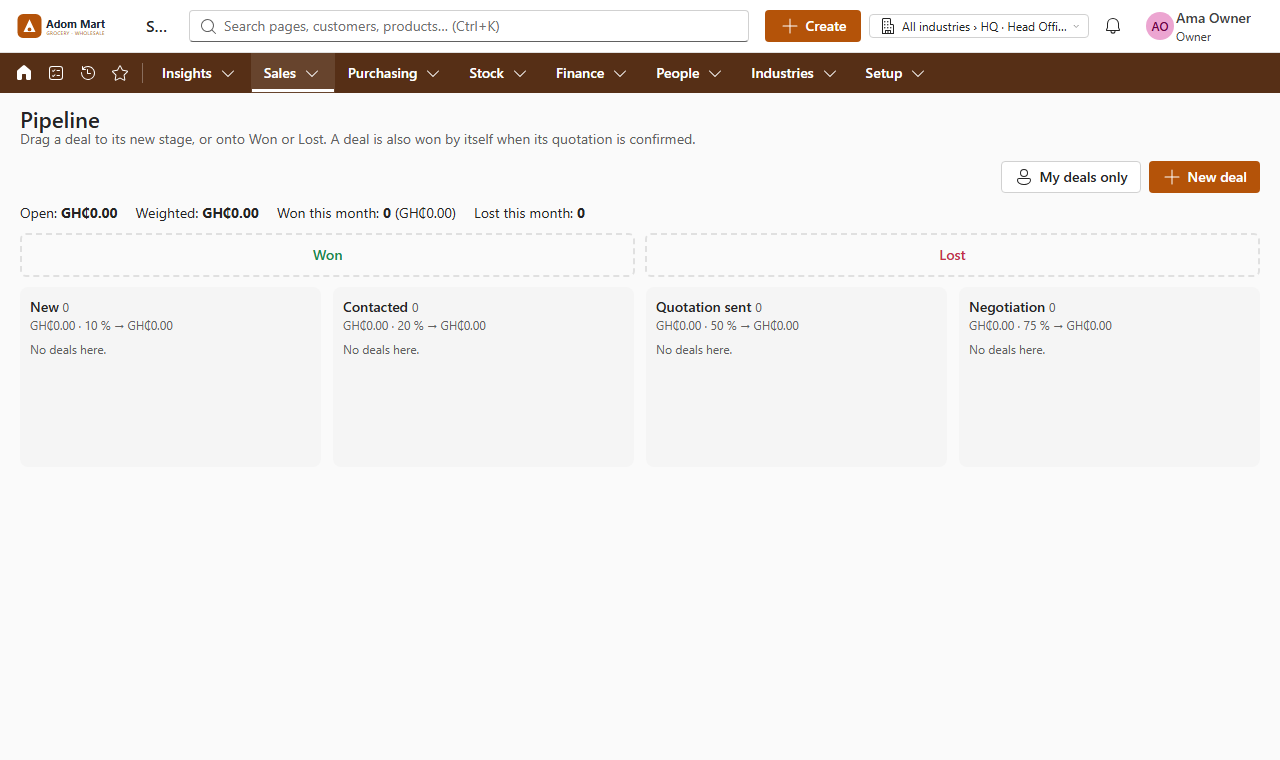 Adom Mart
GROCERY · WHOLESALE
S...
Search pages, customers, products... (Ctrl+K)
Create
All industries › HQ · Head Offi...
AO
Ama Owner
Owner
Insights
Sales
Purchasing
Stock
Finance
People
Industries
Setup
Pipeline
Drag a deal to its new stage, or onto Won or Lost. A deal is also won by itself when its quotation is confirmed.
My deals only
New deal
Open: GH₵0.00 Weighted: GH₵0.00 Won this month: 0 (GH₵0.00) Lost this month: 0
Won
Lost
New 0
GH₵0.00 · 10 % → GH₵0.00
No deals here.
Contacted 0
GH₵0.00 · 20 % → GH₵0.00
No deals here.
Quotation sent 0
GH₵0.00 · 50 % → GH₵0.00
No deals here.
Negotiation 0
GH₵0.00 · 75 % → GH₵0.00
No deals here.